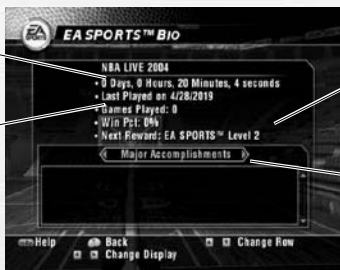 EA SPORTS™ BIO
NBA LIVE 2004
• 0 Days, 0 Hours, 20 Minutes, 4 seconds
• Last Played on 4/28/2019
• Games Played: 0
• Win Pct: 0%
• Next Reward: EA SPORTS™ Level 2
Major Accomplishments
Help Back Change Row
Change Display